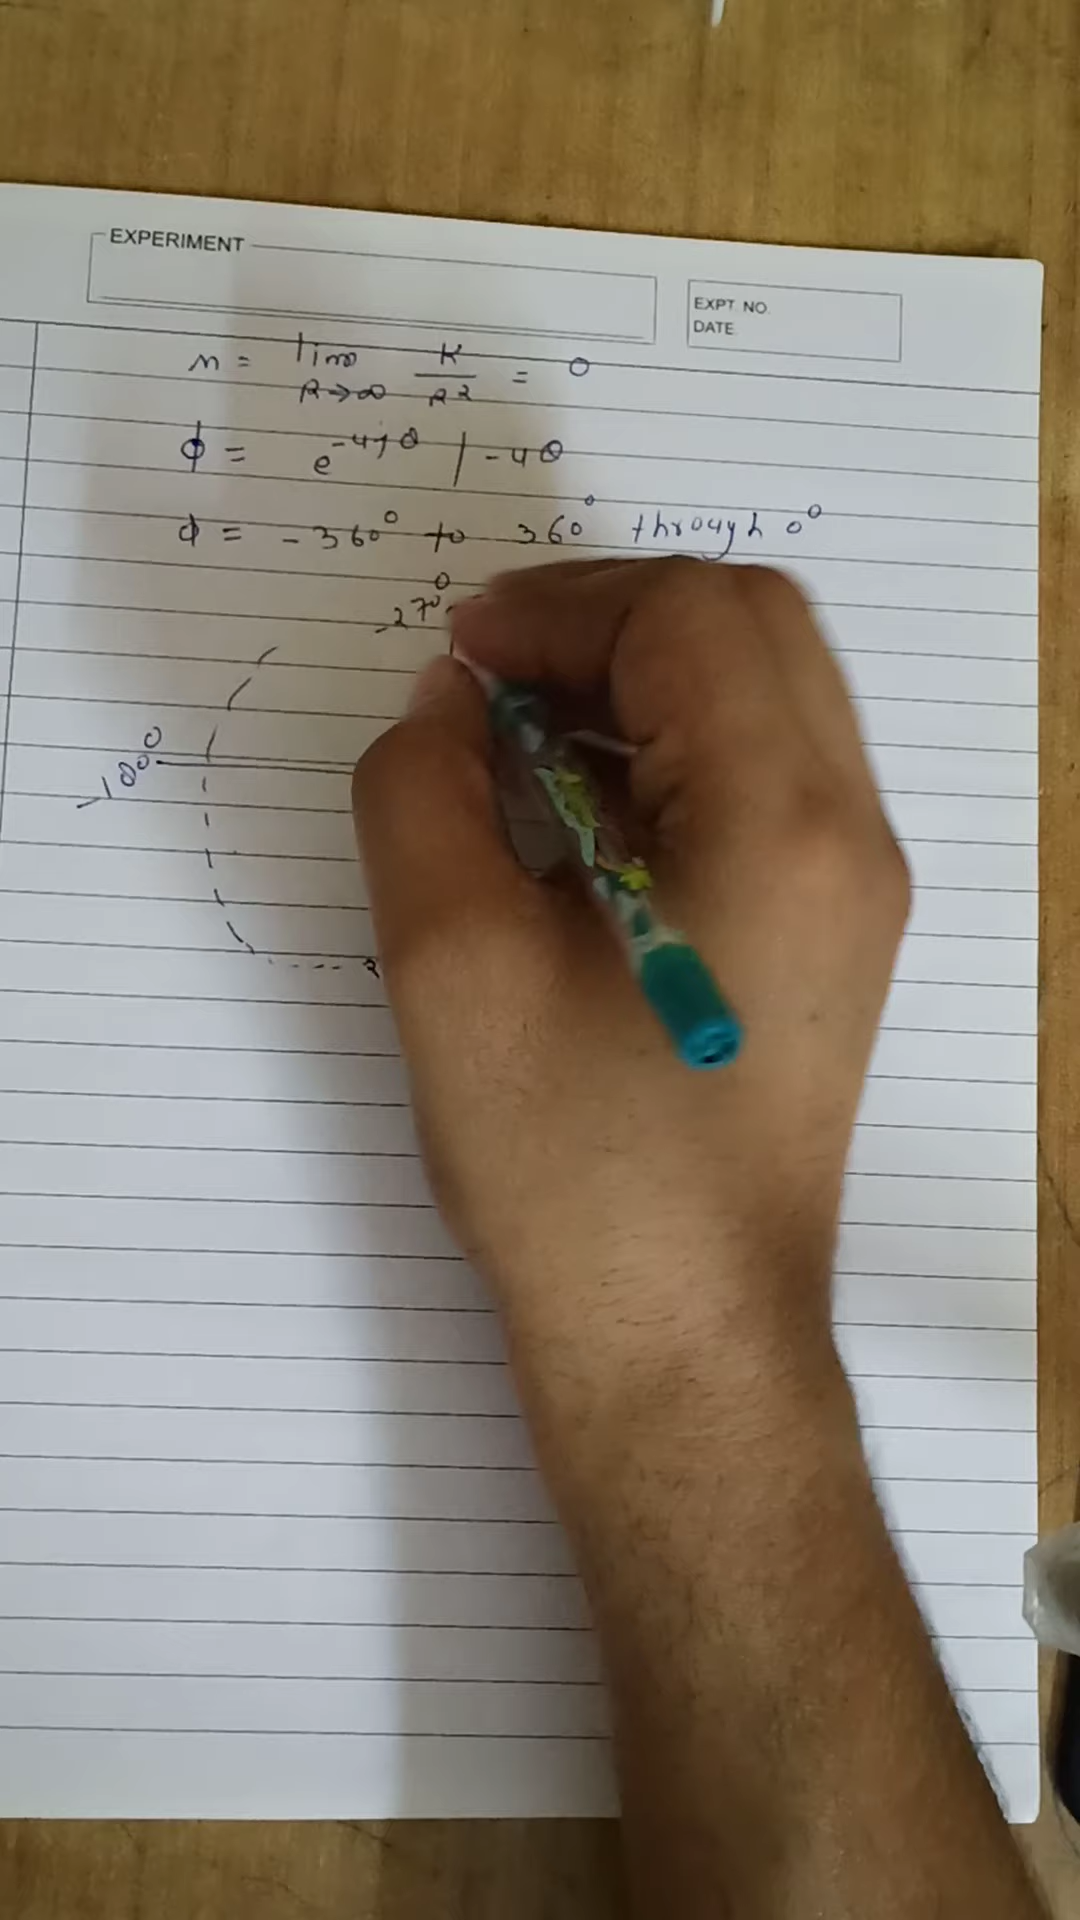 EXPERIMENT
EXPT. NO.
DATE
M = lim R→∞ K/R² = 0
ϕ = e^-4jθ | -4θ
ϕ = -360° to 360° through 0°
-270°
-180°